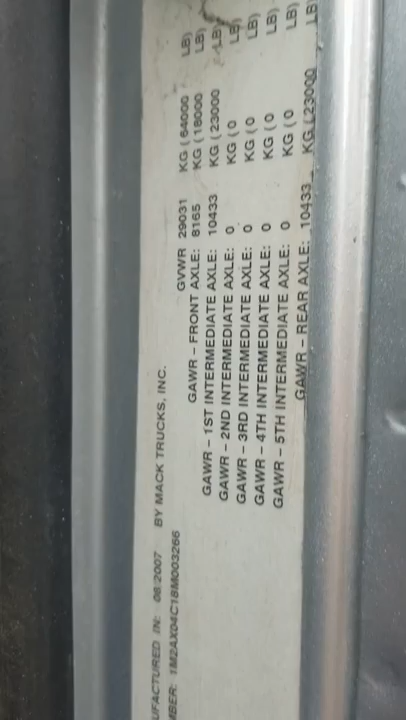 UFACTURED IN: 08/2007 BY MACK TRUCKS, INC.
MBER: 1M2AX04C18M003266
GVWR 29031 KG (64000 LB)
GAWR - FRONT AXLE: 8165 KG (18000 LB)
GAWR - 1ST INTERMEDIATE AXLE: 10433 KG (23000 LB)
GAWR - 2ND INTERMEDIATE AXLE: 0 KG (0 LB)
GAWR - 3RD INTERMEDIATE AXLE: 0 KG (0 LB)
GAWR - 4TH INTERMEDIATE AXLE: 0 KG (0 LB)
GAWR - 5TH INTERMEDIATE AXLE: 0 KG (0 LB)
GAWR - REAR AXLE: 10433 KG (23000 LB